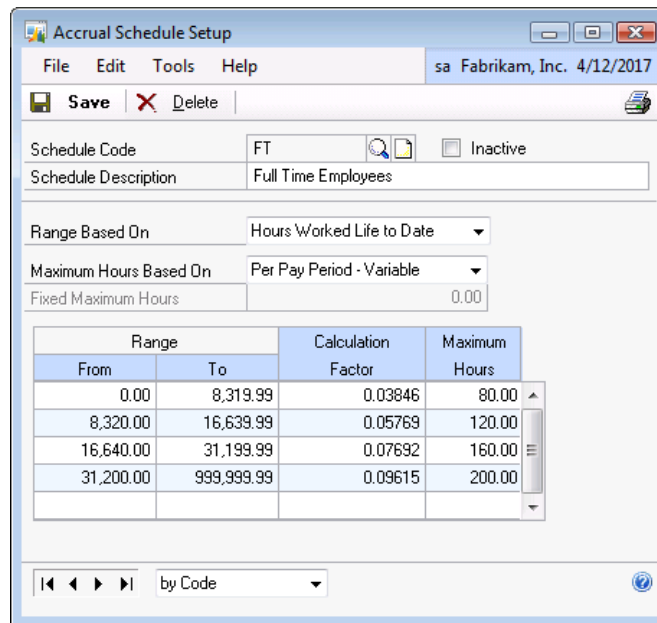 Accrual Schedule Setup
File Edit Tools Help sa Fabrikam, Inc. 4/12/2017
Save Delete
Schedule Code FT Inactive
Schedule Description Full Time Employees
Range Based On Hours Worked Life to Date
Maximum Hours Based On Per Pay Period - Variable
Fixed Maximum Hours 0.00
Range Calculation Maximum
From To Factor Hours
0.00 8,319.99 0.03846 80.00
8,320.00 16,639.99 0.05769 120.00
16,640.00 31,199.99 0.07692 160.00
31,200.00 999,999.99 0.09615 200.00
by Code